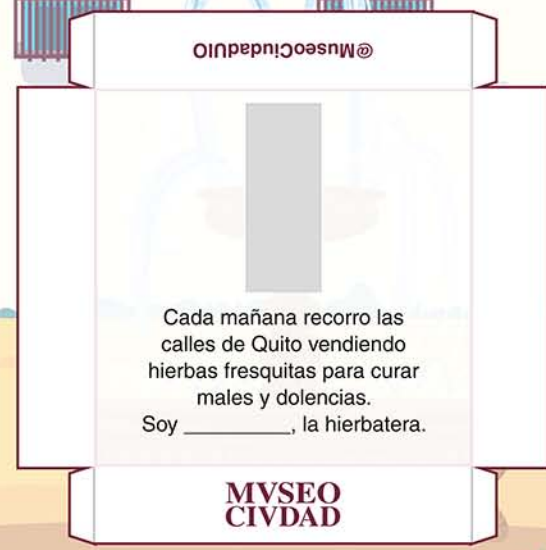 @MuseoCiudadUIO
Cada mañana recorro las
calles de Quito vendiendo
hierbas fresquitas para curar
males y dolencias.
Soy __________, la hierbatera.
MVSEO
CIVDAD